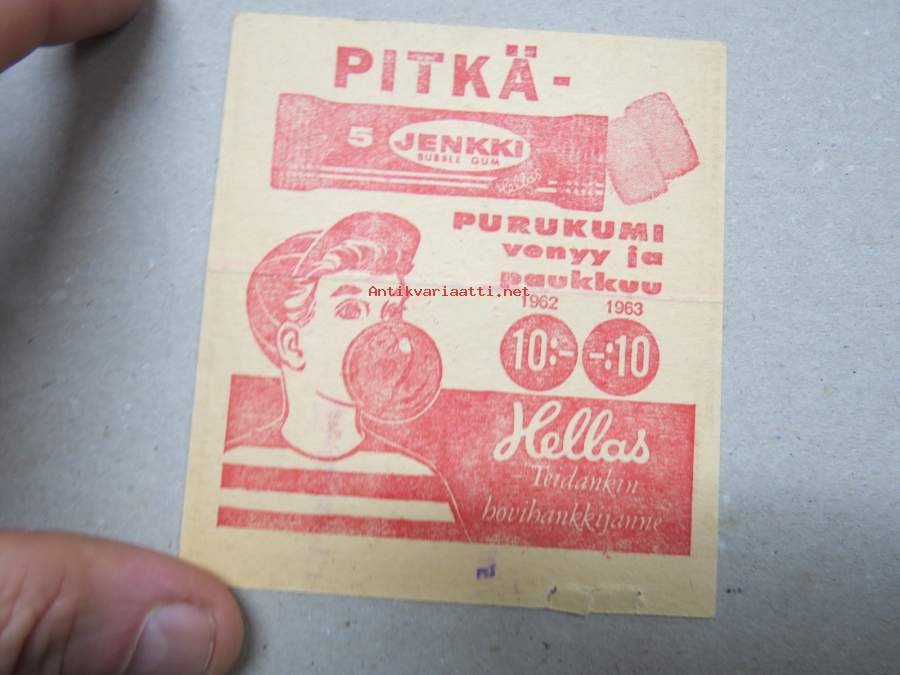 PITKÄ-
5 JENKKI
BUBBLE GUM
Hellas
PURUKUMI
venyy ja
paukkuu
Antikvariaatti.net
1962 1963
10:- -:10
Hellas
- Teidänkin
hovihankkijanne